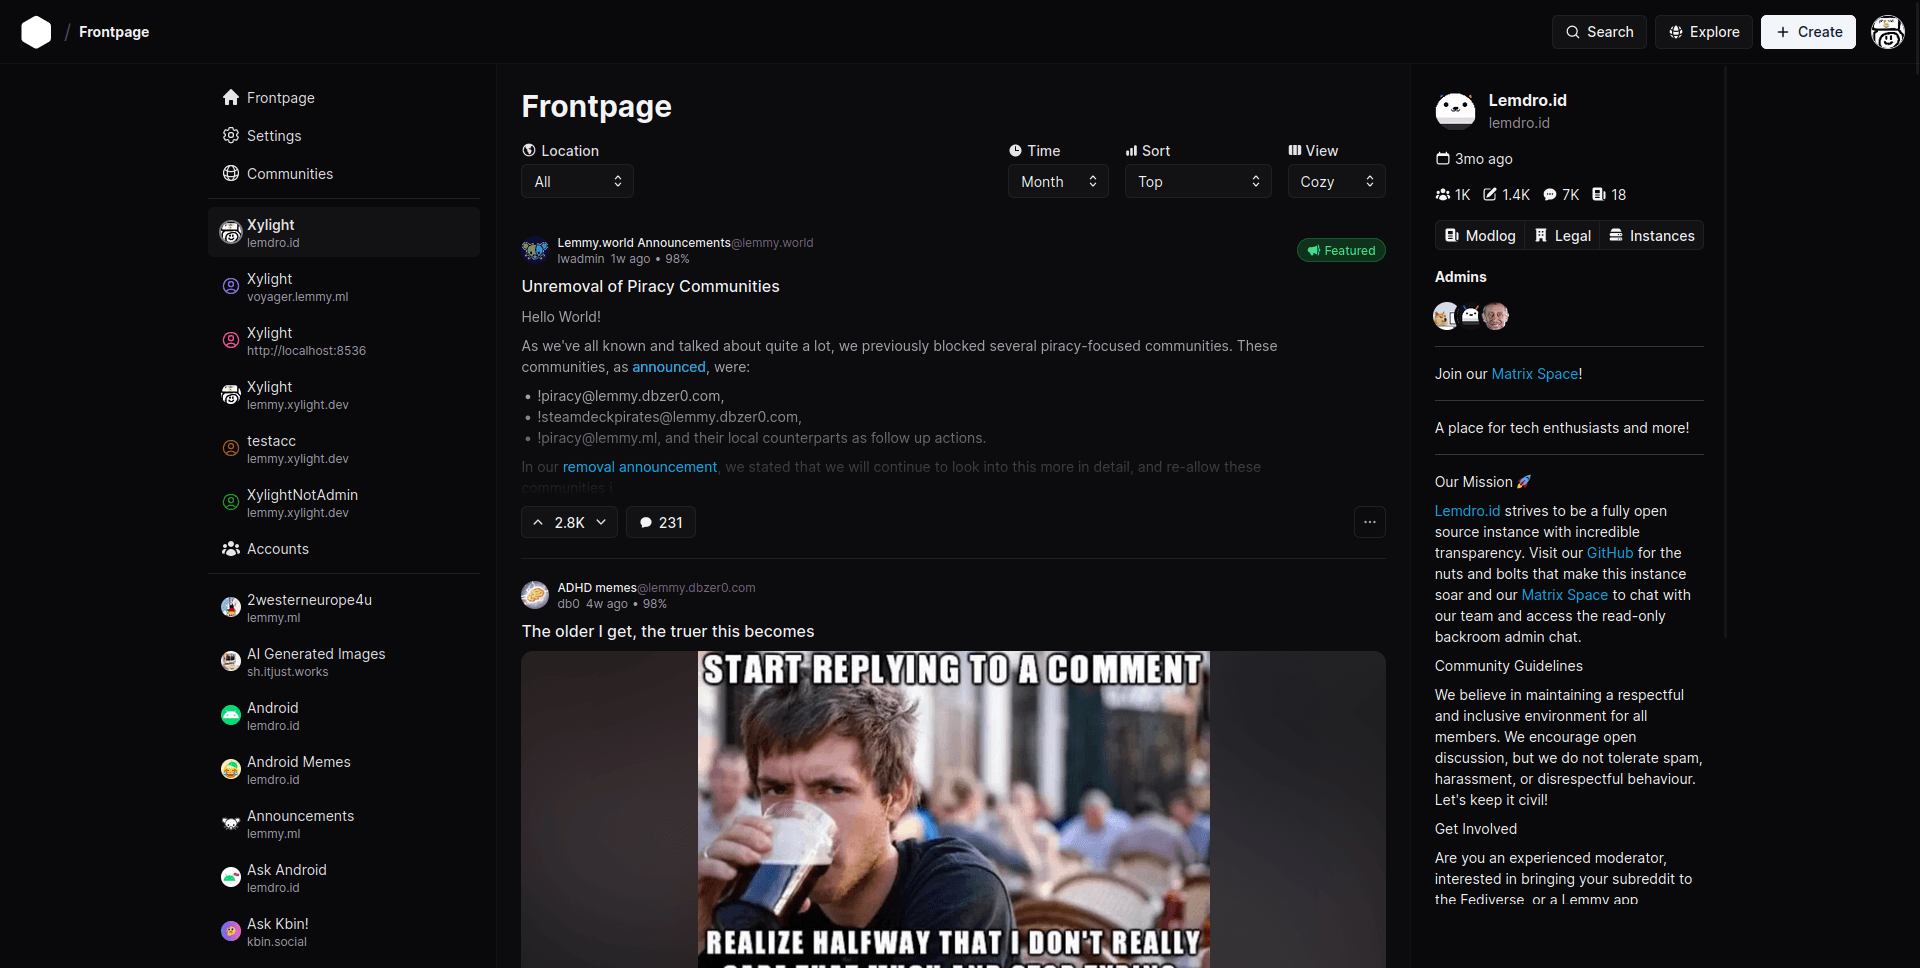 / Frontpage
Search
Explore
+ Create
Frontpage
Settings
Communities
Xylight
lemdro.id
Xylight
voyager.lemmy.ml
Xylight
http://localhost:8536
Xylight
lemmy.xylight.dev
testacc
lemmy.xylight.dev
XylightNotAdmin
lemmy.xylight.dev
Accounts
2westerneurope4u
lemmy.ml
AI Generated Images
sh.itjust.works
Android
lemdro.id
Android Memes
lemdro.id
Announcements
lemmy.ml
Ask Android
lemdro.id
Ask Kbin!
kbin.social
Frontpage
Location
All
Time
Month
Sort
Top
View
Cozy
Lemmy.world Announcements@lemmy.world
lwadmin 1w ago • 98%
Featured
Unremoval of Piracy Communities
Hello World!
As we've all known and talked about quite a lot, we previously blocked several piracy-focused communities. These
communities, as announced, were:
• !piracy@lemmy.dbzer0.com,
• !steamdeckpirates@lemmy.dbzer0.com,
• !piracy@lemmy.ml, and their local counterparts as follow up actions.
In our removal announcement, we stated that we will continue to look into this more in detail, and re-allow these
communities i
2.8K
231
ADHD memes@lemmy.dbzer0.com
db0 4w ago • 98%
The older I get, the truer this becomes
START REPLYING TO A COMMENT
REALIZE HALFWAY THAT I DON'T REALLY
CARE THAT MUCH AND STOP TYPING
Lemdro.id
lemdro.id
3mo ago
1K 1.4K 7K 18
Modlog Legal Instances
Admins
Join our Matrix Space!
A place for tech enthusiasts and more!
Our Mission 🚀
Lemdro.id strives to be a fully open
source instance with incredible
transparency. Visit our GitHub for the
nuts and bolts that make this instance
soar and our Matrix Space to chat with
our team and access the read-only
backroom admin chat.
Community Guidelines
We believe in maintaining a respectful
and inclusive environment for all
members. We encourage open
discussion, but we do not tolerate spam,
harassment, or disrespectful behaviour.
Let's keep it civil!
Get Involved
Are you an experienced moderator,
interested in bringing your subreddit to
the Fediverse, or a Lemmy app